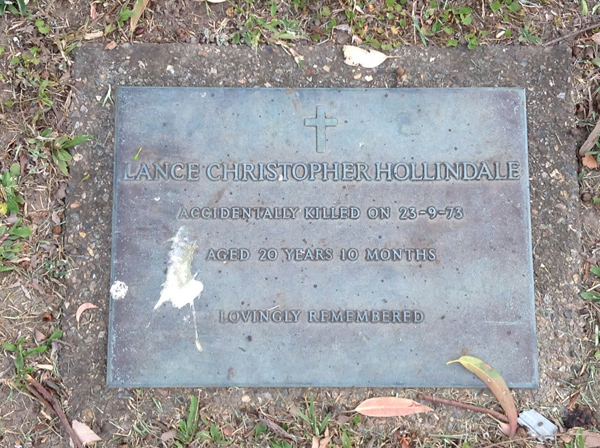 LANCE CHRISTOPHER HOLLINDALE
ACCIDENTALLY KILLED ON 23-9-73
AGED 20 YEARS 10 MONTHS
LOVINGLY REMEMBERED